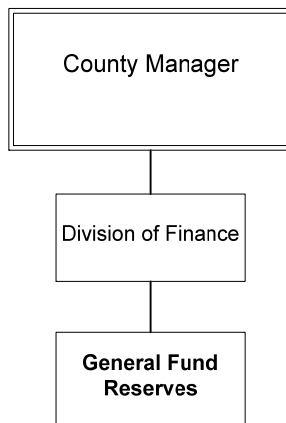 County Manager
Division of Finance
General Fund
Reserves